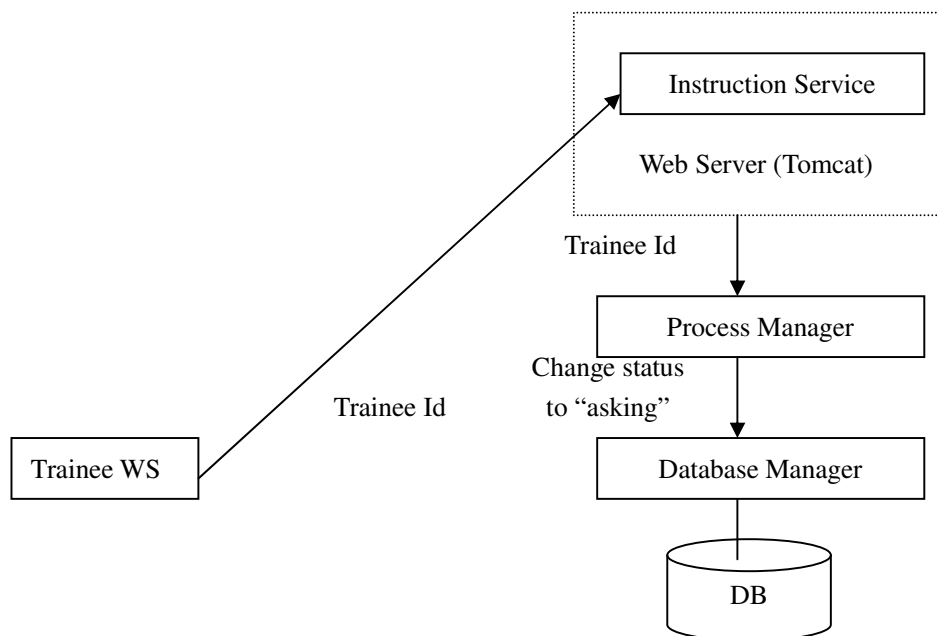 Instruction Service
Web Server (Tomcat)
Trainee Id
Process Manager
Change status
to “asking”
Trainee Id
Trainee WS
Database Manager
DB